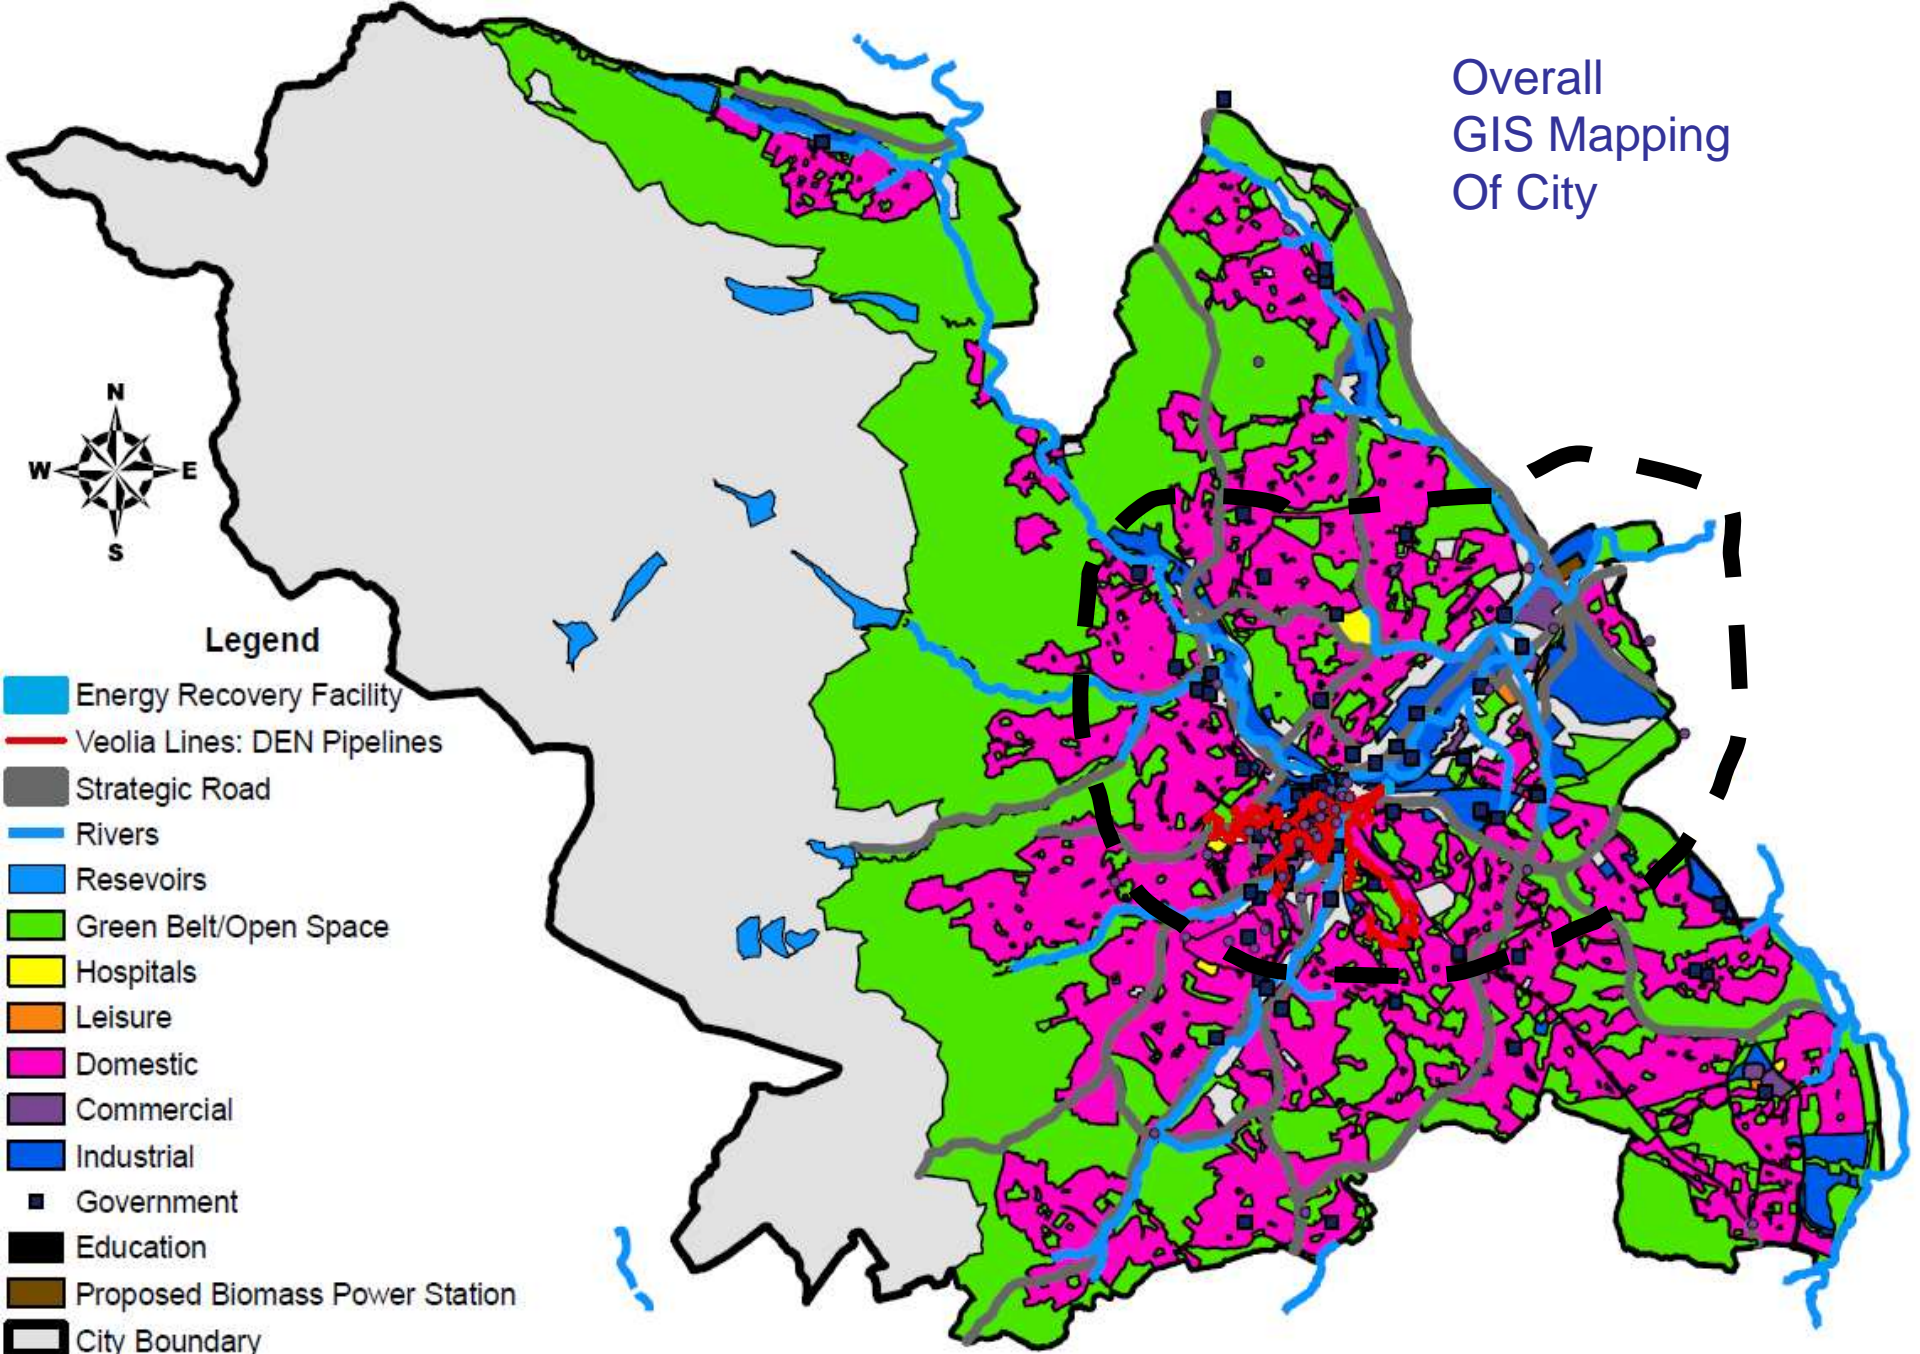 Overall
GIS Mapping
Of City
N
W
E
S
Legend
Energy Recovery Facility
Veolia Lines: DEN Pipelines
Strategic Road
Rivers
Resevoirs
Green Belt/Open Space
Hospitals
Leisure
Domestic
Commercial
Industrial
Government
Education
Proposed Biomass Power Station
City Boundary